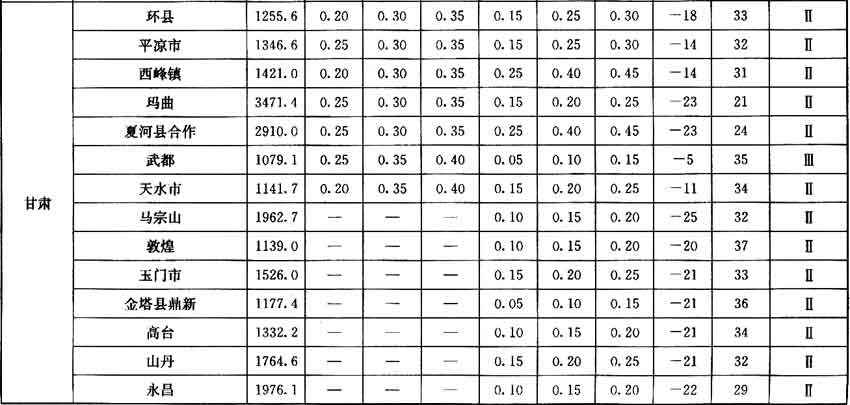 甘肃
环县 1255.6 0.20 0.30 0.35 0.15 0.25 0.30 －18 33 Ⅱ
平凉市 1346.6 0.25 0.30 0.35 0.15 0.25 0.30 －14 32 Ⅱ
西峰镇 1421.0 0.20 0.30 0.35 0.25 0.40 0.45 －14 31 Ⅱ
玛曲 3471.4 0.25 0.30 0.35 0.15 0.20 0.25 －23 21 Ⅱ
夏河县合作 2910.0 0.25 0.30 0.35 0.25 0.40 0.45 －23 24 Ⅱ
武都 1079.1 0.25 0.35 0.40 0.05 0.10 0.15 －5 35 Ⅲ
天水市 1141.7 0.20 0.35 0.40 0.15 0.20 0.25 －11 34 Ⅱ
马宗山 1962.7 — — — 0.10 0.15 0.20 －25 32 Ⅱ
敦煌 1139.0 — — — 0.10 0.15 0.20 －20 37 Ⅱ
玉门市 1526.0 — — — 0.15 0.20 0.25 －21 33 Ⅱ
金塔县鼎新 1177.4 — — — 0.05 0.10 0.15 －21 36 Ⅱ
高台 1332.2 — — — 0.10 0.15 0.20 －21 34 Ⅱ
山丹 1764.6 — — — 0.15 0.20 0.25 －21 32 Ⅱ
永昌 1976.1 — — — 0.10 0.15 0.20 －22 29 Ⅱ